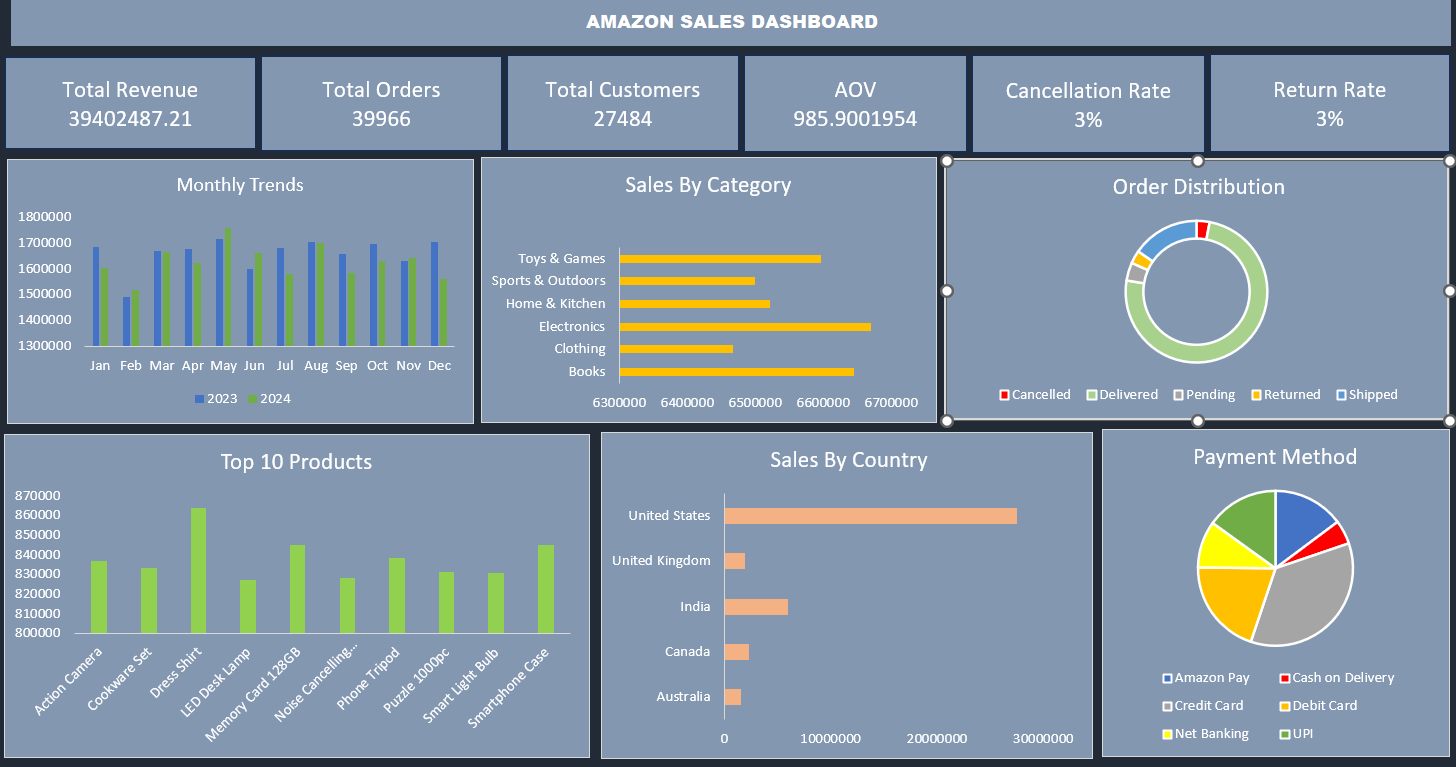 AMAZON SALES DASHBOARD
Total Revenue
39402487.21
Total Orders
39966
Total Customers
27484
AOV
985.9001954
Cancellation Rate
3%
Return Rate
3%
Monthly Trends
1800000
1700000
1600000
1500000
1400000
1300000
Jan Feb Mar Apr May Jun Jul Aug Sep Oct Nov Dec
2023 2024
Sales By Category
Toys & Games
Sports & Outdoors
Home & Kitchen
Electronics
Clothing
Books
6300000 6400000 6500000 6600000 6700000
Order Distribution
Cancelled Delivered Pending Returned Shipped
Top 10 Products
870000
860000
850000
840000
830000
820000
810000
800000
Action Camera
Cookware Set
Dress Shirt
LED Desk Lamp
Memory Card 128GB
Noise Cancelling...
Phone Tripod
Puzzle 1000pc
Smart Light Bulb
Smartphone Case
Sales By Country
United States
United Kingdom
India
Canada
Australia
0 10000000 20000000 30000000
Payment Method
Amazon Pay Cash on Delivery
Credit Card Debit Card
Net Banking UPI